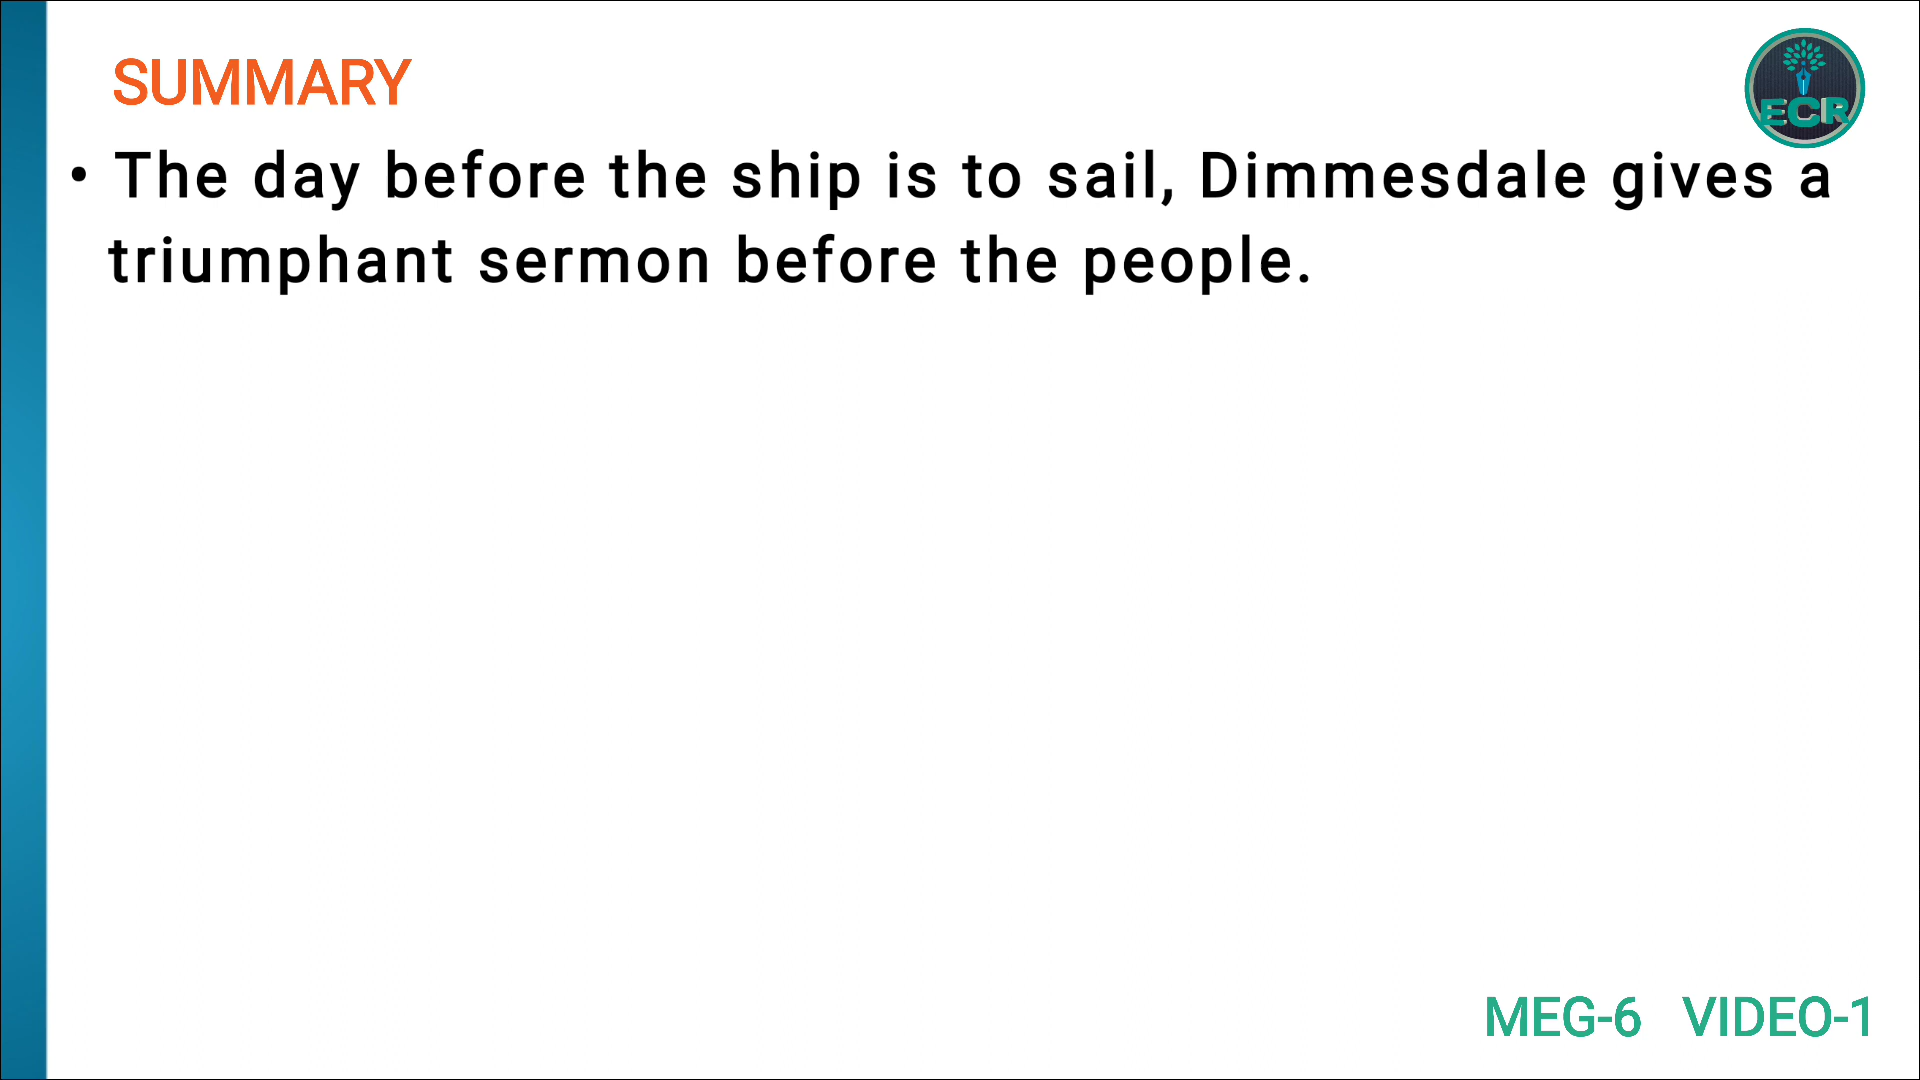 SUMMARY
ECR
• The day before the ship is to sail, Dimmesdale gives a
triumphant sermon before the people.
MEG-6 VIDEO-1